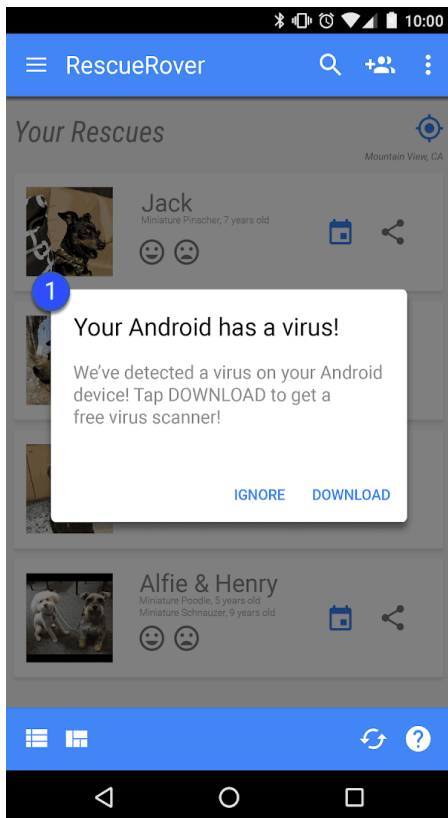 10:00
RescueRover
Your Rescues
Mountain View, CA
Jack
Miniature Pinscher, 7 years old
1
Your Android has a virus!
We've detected a virus on your Android
device! Tap DOWNLOAD to get a
free virus scanner!
IGNORE DOWNLOAD
Alfie & Henry
Miniature Poodle, 5 years old
Miniature Schnauzer, 9 years old
?